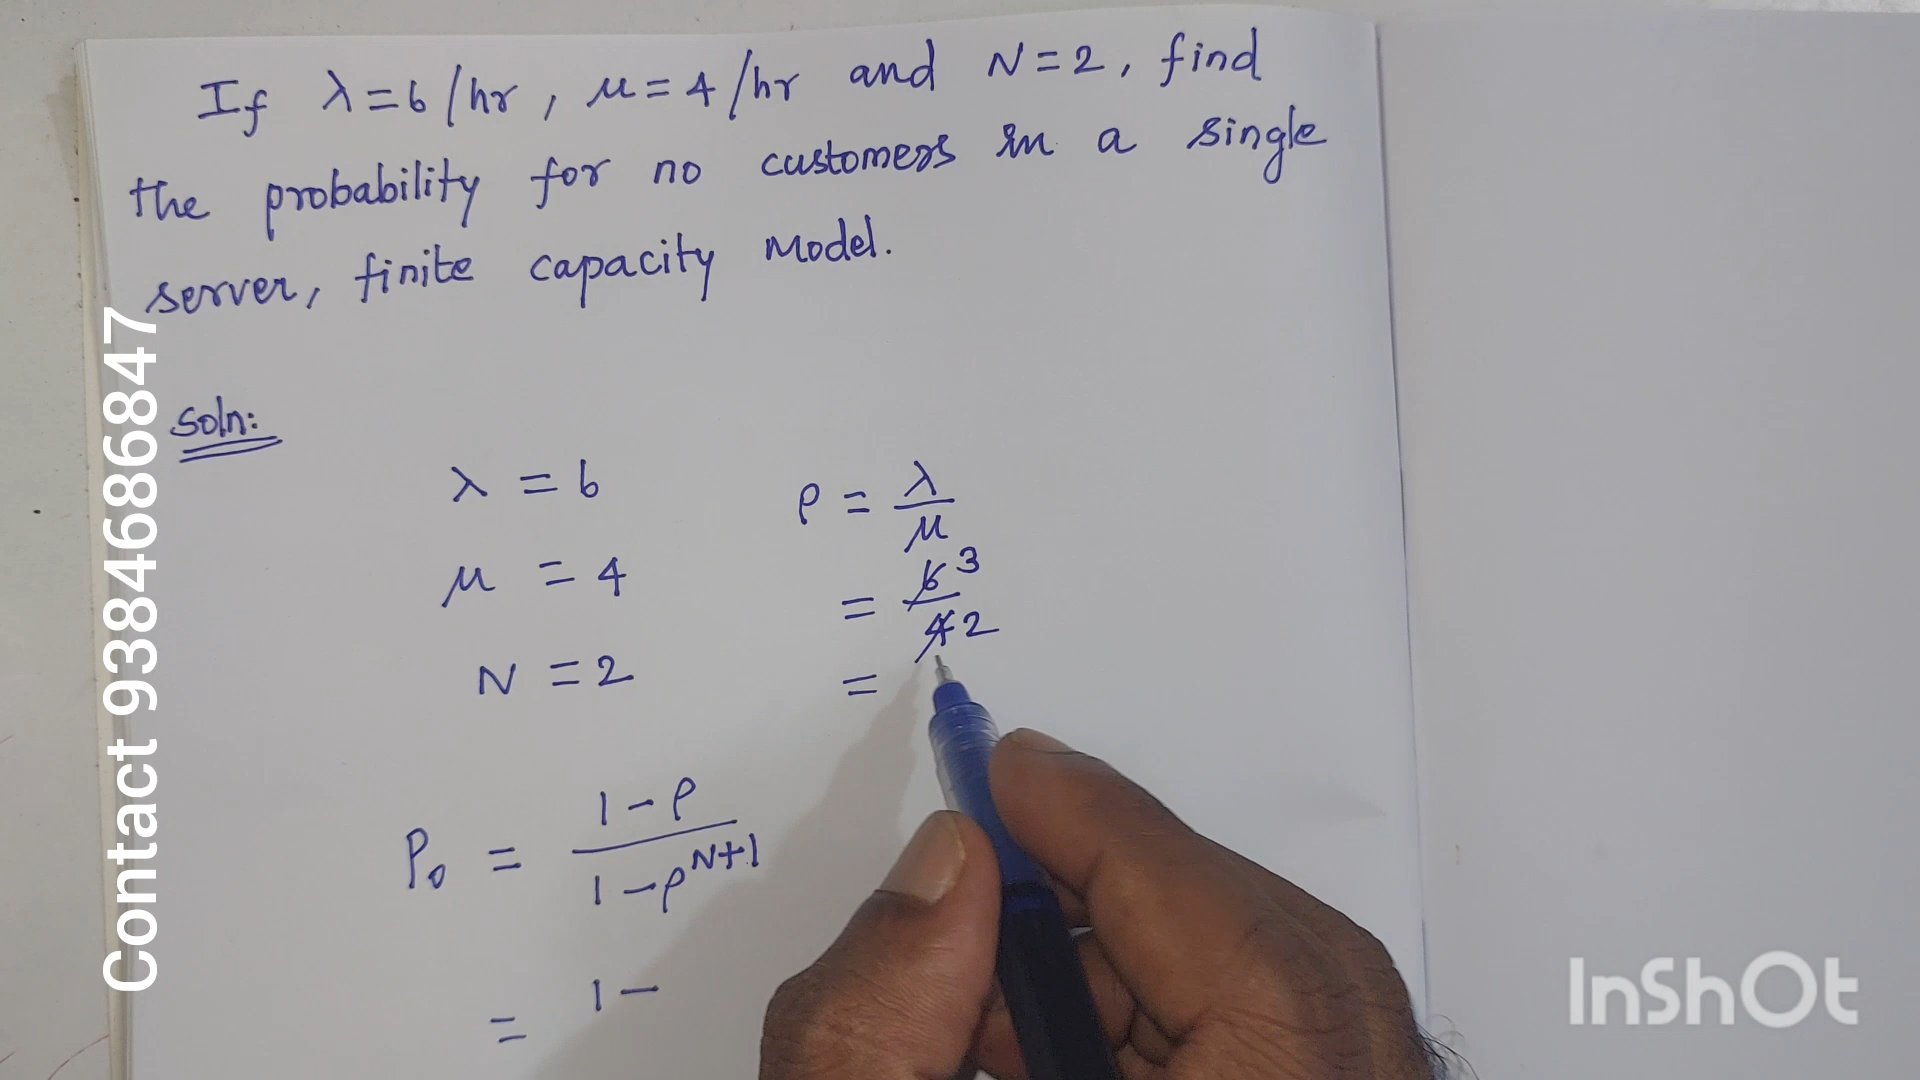 If λ=6/hr, μ=4/hr and N=2, find
the probability for no customers in a single
server, finite capacity Model.
Soln:
λ = 6
μ = 4
N = 2
ρ = λ/μ
= 6/4 3 2
=
P₀ = 1-ρ / 1-ρ^(N+1)
= 1-
Contact 9384686847
InShOt